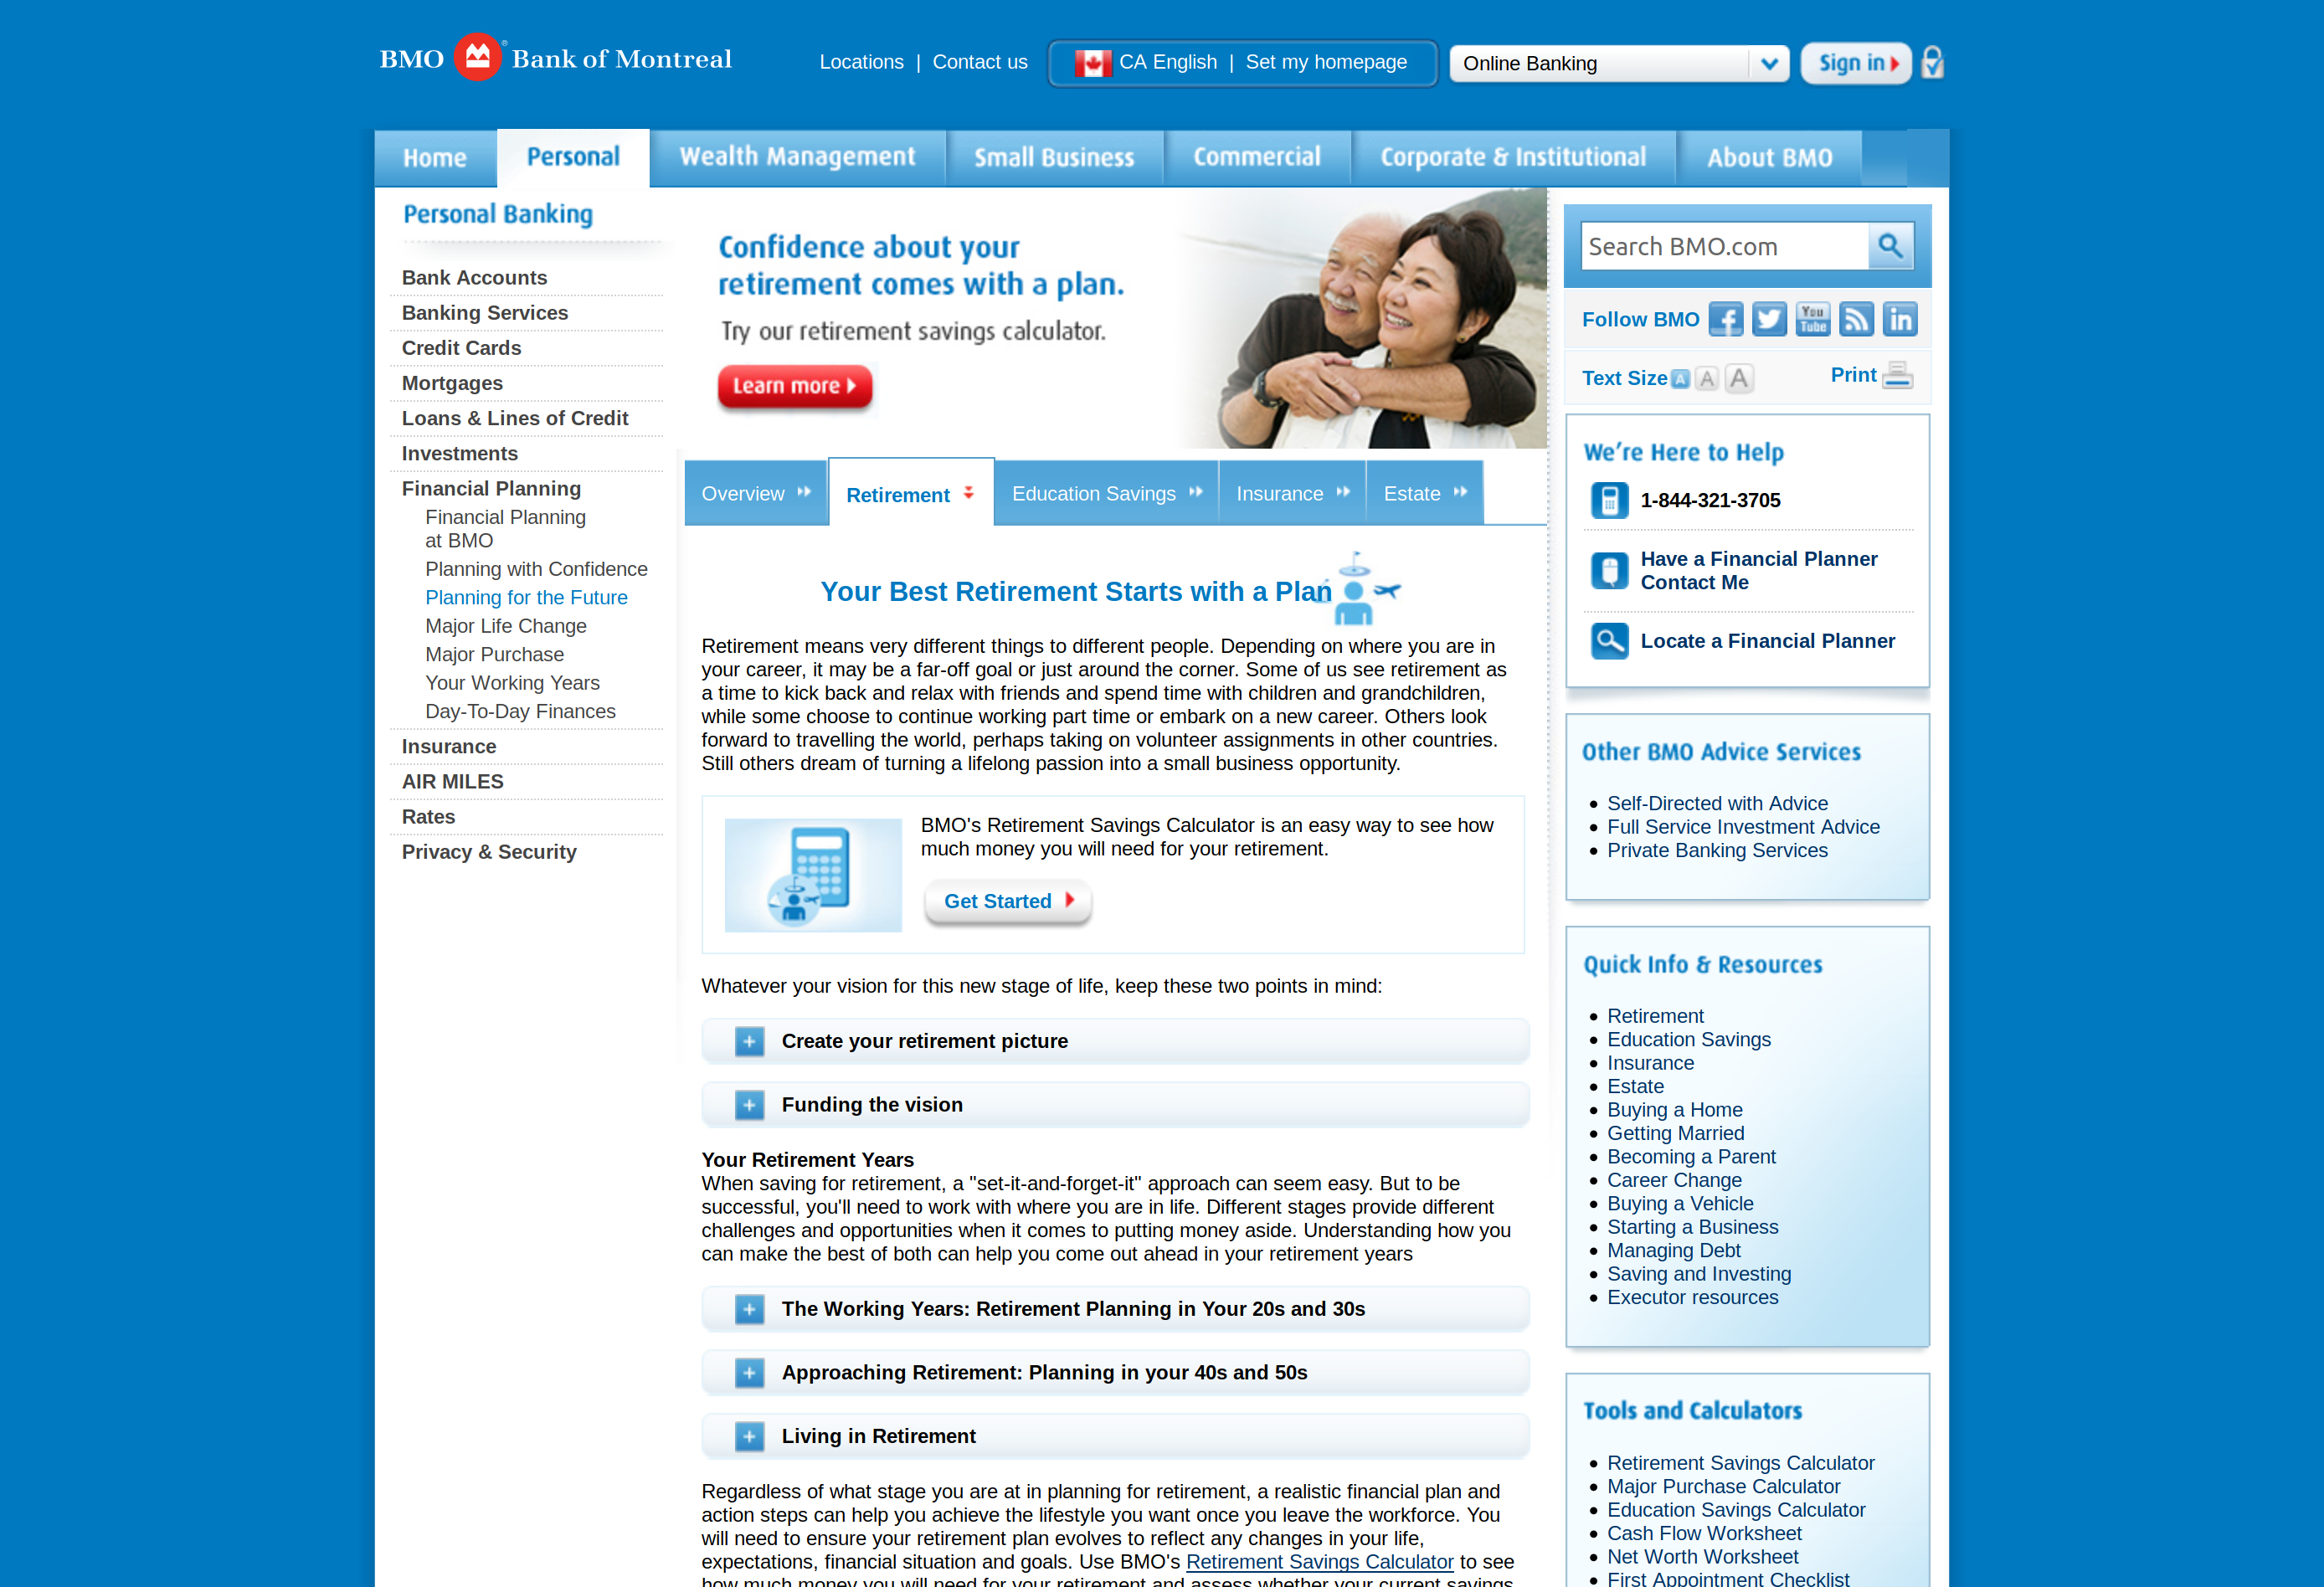 BMO Bank of Montreal
Locations | Contact us
CA English | Set my homepage
Online Banking
Sign in
Home
Personal
Wealth Management
Small Business
Commercial
Corporate & Institutional
About BMO
Personal Banking
Bank Accounts
Banking Services
Credit Cards
Mortgages
Loans & Lines of Credit
Investments
Financial Planning
Financial Planning
at BMO
Planning with Confidence
Planning for the Future
Major Life Change
Major Purchase
Your Working Years
Day-To-Day Finances
Insurance
AIR MILES
Rates
Privacy & Security
Confidence about your
retirement comes with a plan.
Try our retirement savings calculator.
Learn more
Overview
Retirement
Education Savings
Insurance
Estate
Your Best Retirement Starts with a Plan
Retirement means very different things to different people. Depending on where you are in
your career, it may be a far-off goal or just around the corner. Some of us see retirement as
a time to kick back and relax with friends and spend time with children and grandchildren,
while some choose to continue working part time or embark on a new career. Others look
forward to travelling the world, perhaps taking on volunteer assignments in other countries.
Still others dream of turning a lifelong passion into a small business opportunity.
BMO's Retirement Savings Calculator is an easy way to see how
much money you will need for your retirement.
Get Started
Whatever your vision for this new stage of life, keep these two points in mind:
Create your retirement picture
Funding the vision
Your Retirement Years
When saving for retirement, a "set-it-and-forget-it" approach can seem easy. But to be
successful, you'll need to work with where you are in life. Different stages provide different
challenges and opportunities when it comes to putting money aside. Understanding how you
can make the best of both can help you come out ahead in your retirement years
The Working Years: Retirement Planning in Your 20s and 30s
Approaching Retirement: Planning in your 40s and 50s
Living in Retirement
Regardless of what stage you are at in planning for retirement, a realistic financial plan and
action steps can help you achieve the lifestyle you want once you leave the workforce. You
will need to ensure your retirement plan evolves to reflect any changes in your life,
expectations, financial situation and goals. Use BMO's Retirement Savings Calculator to see
how much money you will need for your retirement and assess whether your current savings
Search BMO.com
Follow BMO
You
Tube
in
Text Size A A A
Print
We're Here to Help
1-844-321-3705
Have a Financial Planner
Contact Me
Locate a Financial Planner
Other BMO Advice Services
Self-Directed with Advice
Full Service Investment Advice
Private Banking Services
Quick Info & Resources
Retirement
Education Savings
Insurance
Estate
Buying a Home
Getting Married
Becoming a Parent
Career Change
Buying a Vehicle
Starting a Business
Managing Debt
Saving and Investing
Executor resources
Tools and Calculators
Retirement Savings Calculator
Major Purchase Calculator
Education Savings Calculator
Cash Flow Worksheet
Net Worth Worksheet
First Appointment Checklist